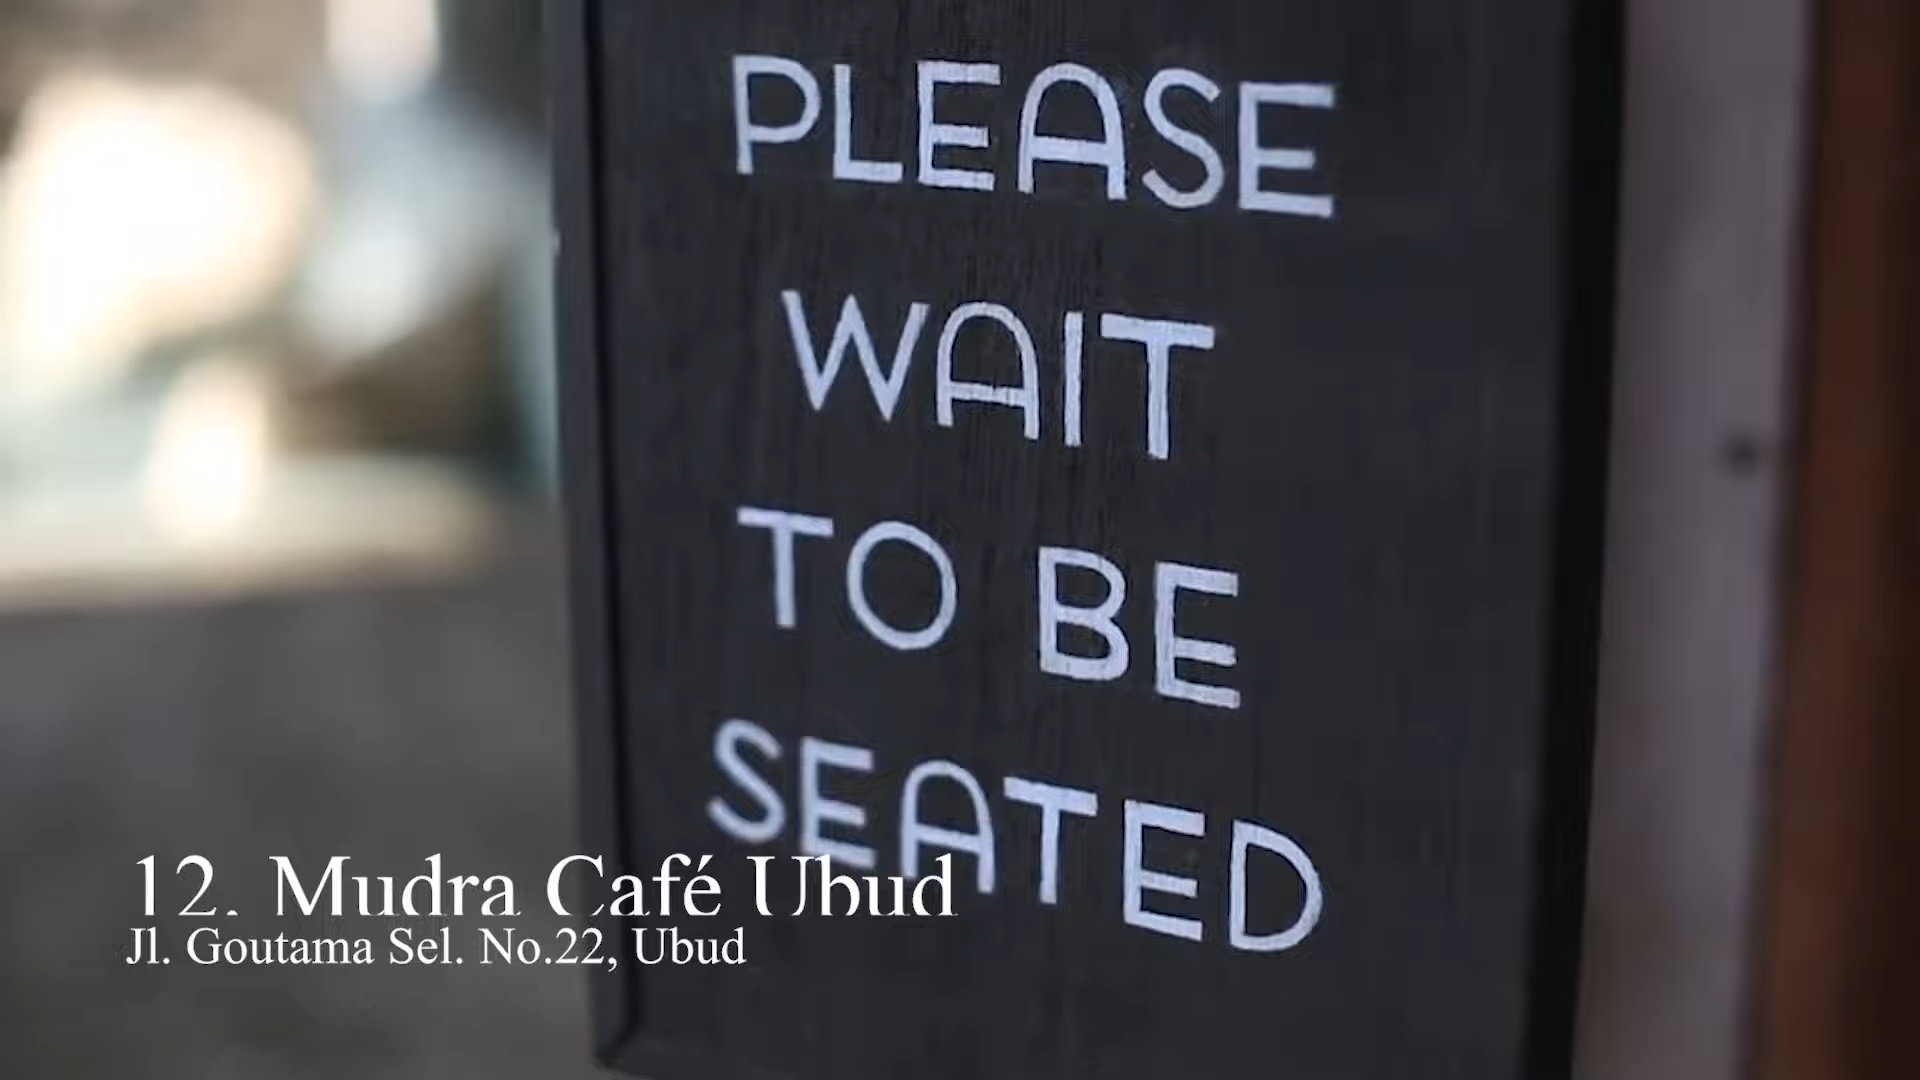 PLEASE
WAIT
TO BE
SEATED
12. Mudra Café Ubud
Jl. Goutama Sel. No.22, Ubud